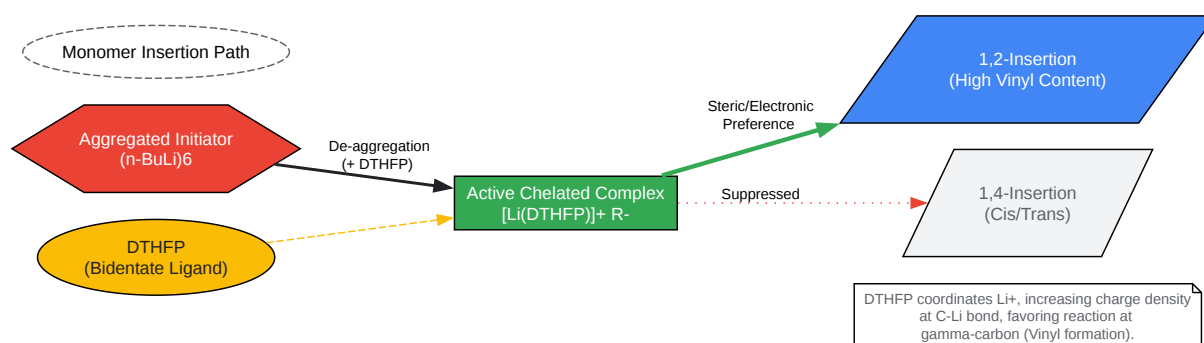 Monomer Insertion Path
Aggregated Initiator
(n-BuLi)6
DTHFP
(Bidentate Ligand)
De-aggregation
(+ DTHFP)
Active Chelated Complex
[Li(DTHFP)]+ R-
Steric/Electronic
Preference
Suppressed
1,2-Insertion
(High Vinyl Content)
1,4-Insertion
(Cis/Trans)
DTHFP coordinates Li+, increasing charge density
at C-Li bond, favoring reaction at
gamma-carbon (Vinyl formation).